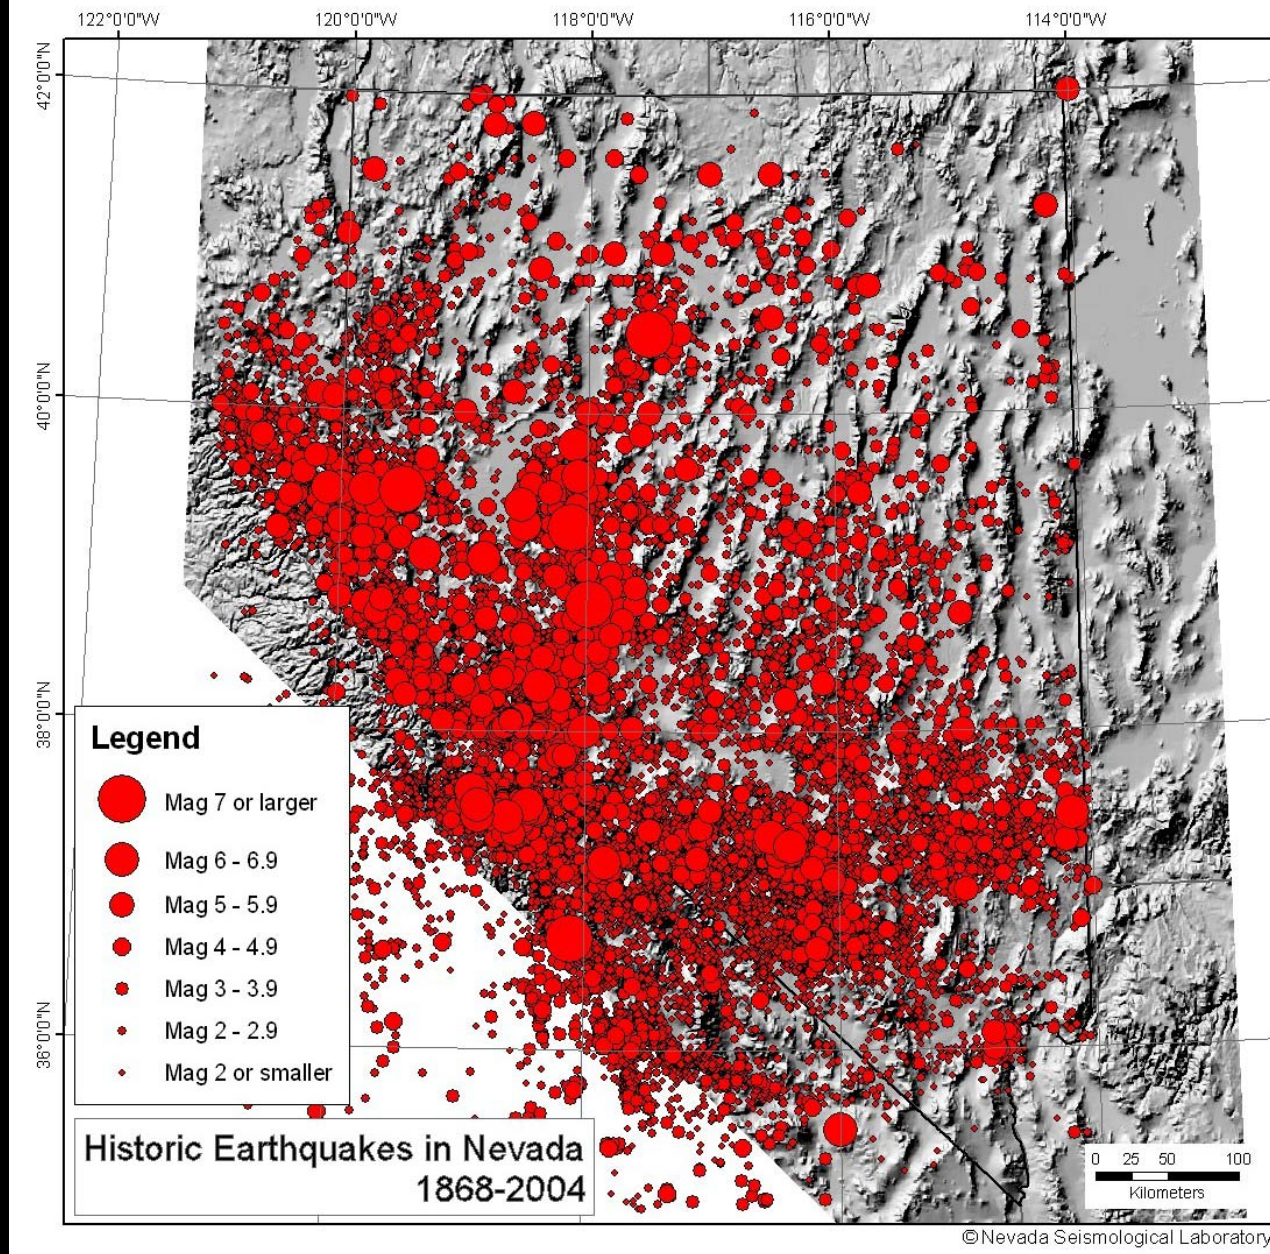 122°0'0"W
120°0'0"W
118°0'0"W
116°0'0"W
114°0'0"W
42°0'0"N
40°0'0"N
38°0'0"N
36°0'0"N
Legend
Mag 7 or larger
Mag 6 - 6.9
Mag 5 - 5.9
Mag 4 - 4.9
Mag 3 - 3.9
Mag 2 - 2.9
Mag 2 or smaller
Historic Earthquakes in Nevada
1868-2004
0 25 50 100
Kilometers
©Nevada Seismological Laboratory